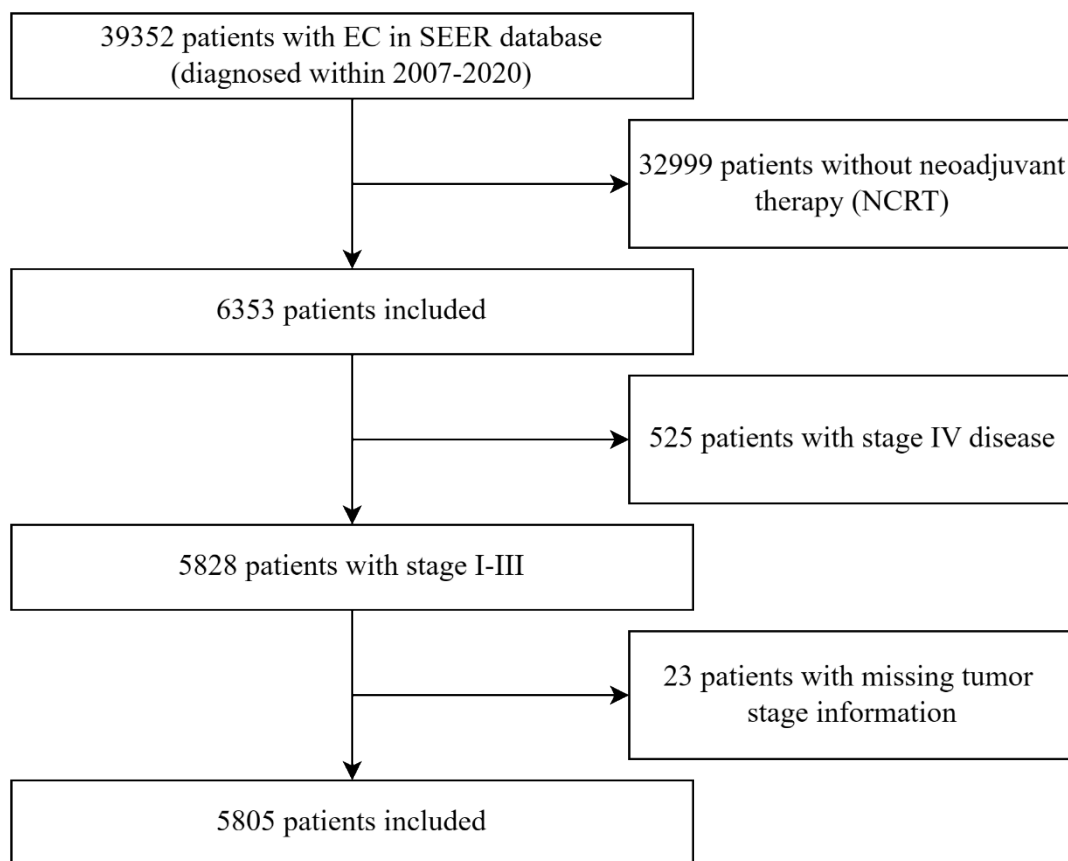 39352 patients with EC in SEER database
(diagnosed within 2007-2020)
32999 patients without neoadjuvant
therapy (NCRT)
6353 patients included
525 patients with stage IV disease
5828 patients with stage I-III
23 patients with missing tumor
stage information
5805 patients included